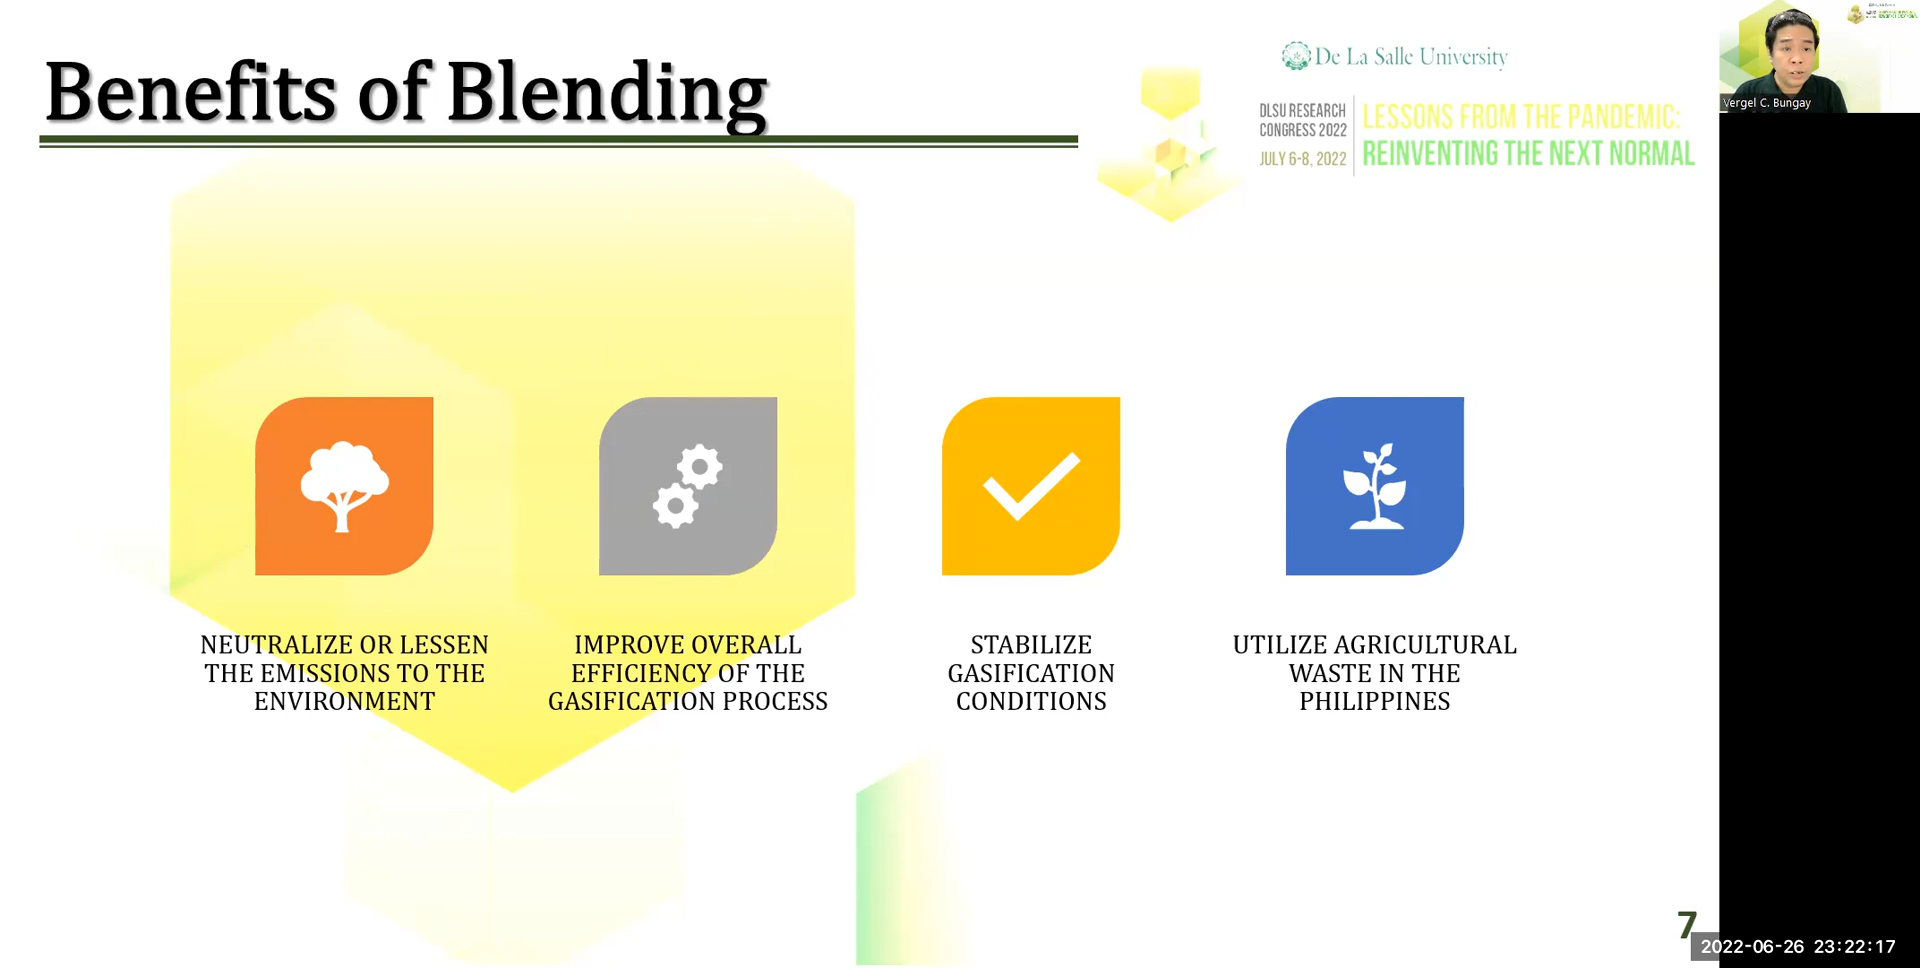 Benefits of Blending
De La Salle University
DLSU RESEARCH
CONGRESS 2022
JULY 6-8, 2022
LESSONS FROM THE PANDEMIC:
REINVENTING THE NEXT NORMAL
Vergel C. Bungay
NEUTRALIZE OR LESSEN
THE EMISSIONS TO THE
ENVIRONMENT
IMPROVE OVERALL
EFFICIENCY OF THE
GASIFICATION PROCESS
STABILIZE
GASIFICATION
CONDITIONS
UTILIZE AGRICULTURAL
WASTE IN THE
PHILIPPINES
7
2022-06-26 23:22:17